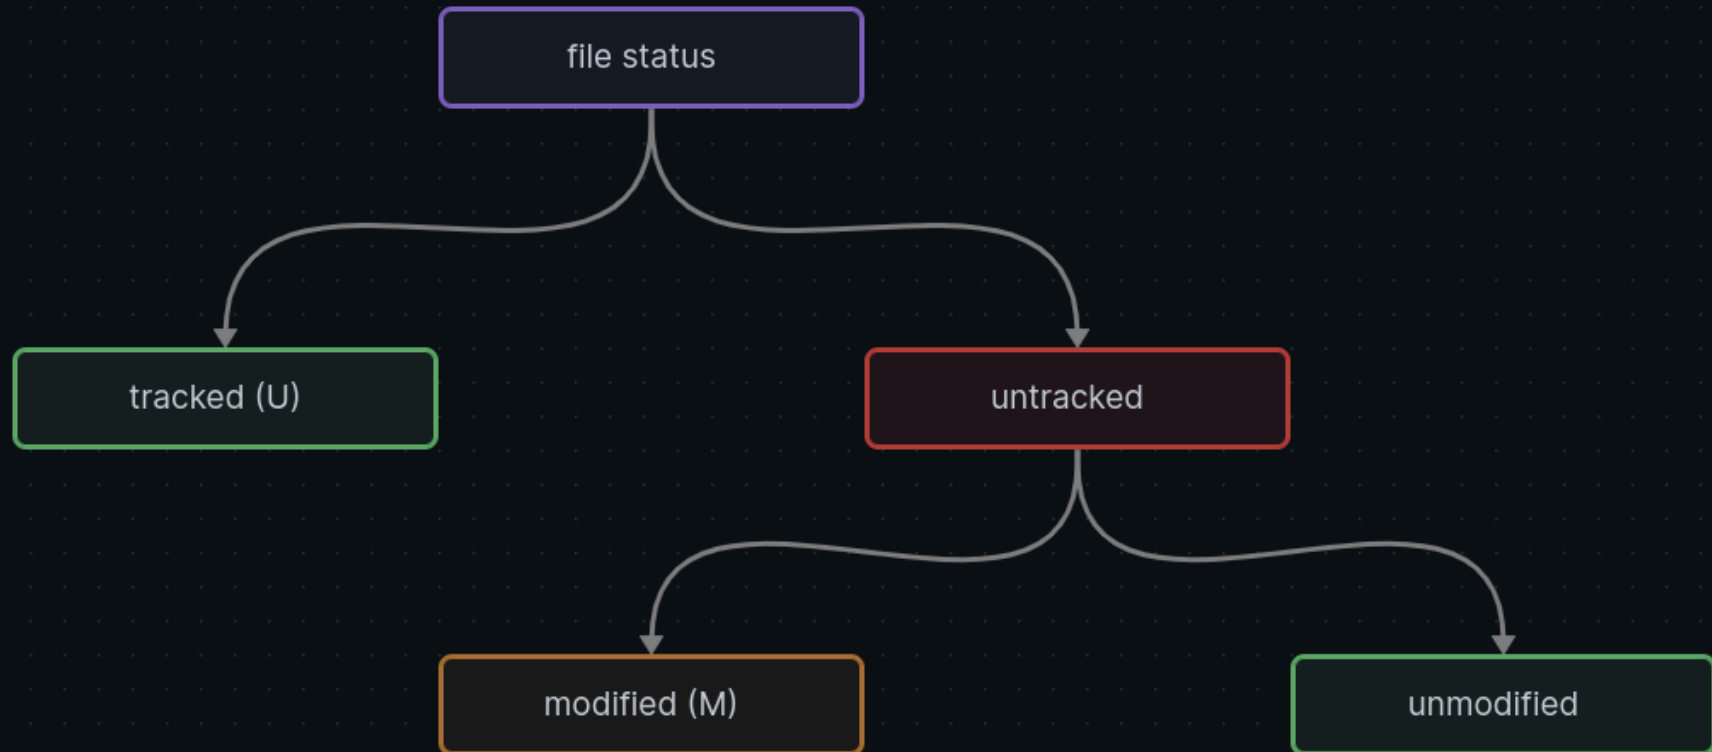 file status
tracked (U)
untracked
modified (M)
unmodified